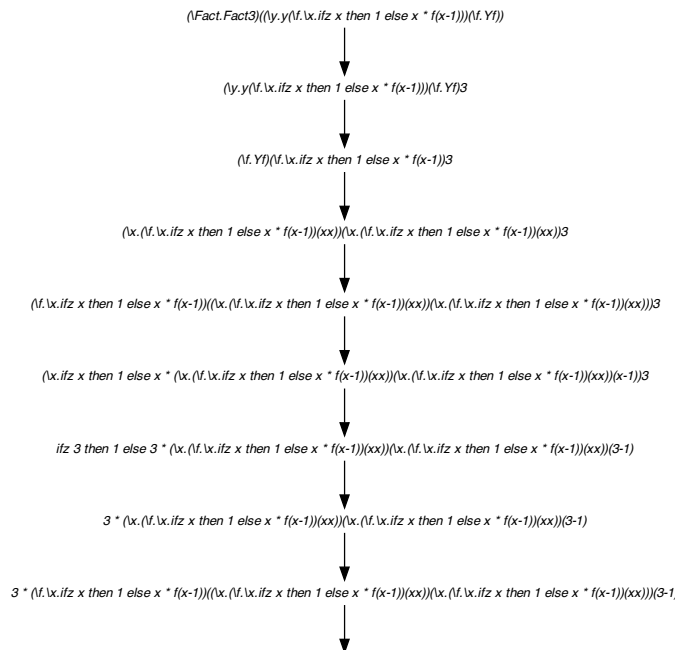 (\Fact.Fact3)((\y.y(\f.\x.ifz x then 1 else x * f(x-1)))(\f.Yf))
(\y.y(\f.\x.ifz x then 1 else x * f(x-1)))(\f.Yf)3
(\f.Yf)(\f.\x.ifz x then 1 else x * f(x-1))3
(\x.(\f.\x.ifz x then 1 else x * f(x-1))(xx))(\x.(\f.\x.ifz x then 1 else x * f(x-1))(xx))3
(\f.\x.ifz x then 1 else x * f(x-1))((\x.(\f.\x.ifz x then 1 else x * f(x-1))(xx))(\x.(\f.\x.ifz x then 1 else x * f(x-1))(xx)))3
(\x.ifz x then 1 else x * (\x.(\f.\x.ifz x then 1 else x * f(x-1))(xx))(\x.(\f.\x.ifz x then 1 else x * f(x-1))(xx))(x-1))3
ifz 3 then 1 else 3 * (\x.(\f.\x.ifz x then 1 else x * f(x-1))(xx))(\x.(\f.\x.ifz x then 1 else x * f(x-1))(xx))(3-1)
3 * (\x.(\f.\x.ifz x then 1 else x * f(x-1))(xx))(\x.(\f.\x.ifz x then 1 else x * f(x-1))(xx))(3-1)
3 * (\f.\x.ifz x then 1 else x * f(x-1))((\x.(\f.\x.ifz x then 1 else x * f(x-1))(xx))(\x.(\f.\x.ifz x then 1 else x * f(x-1))(xx)))(3-1)